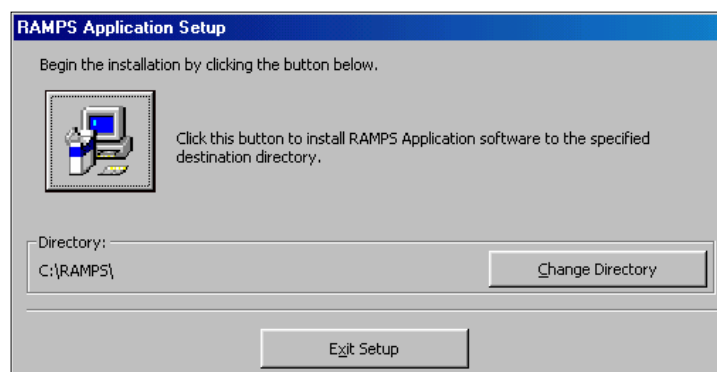 RAMPS Application Setup
Begin the installation by clicking the button below.
Click this button to install RAMPS Application software to the specified
destination directory.
Directory:
C:\RAMPS\
Change Directory
Exit Setup